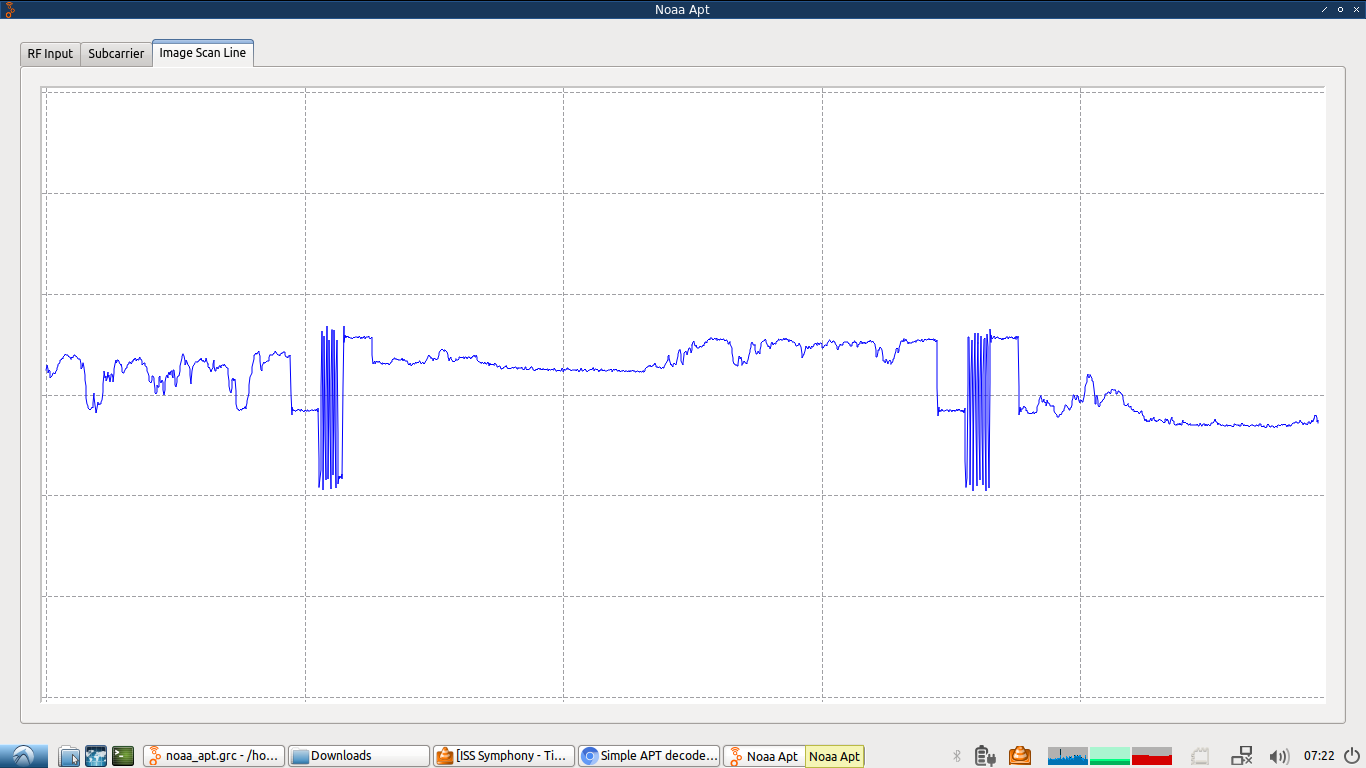 Noaa Apt
RF Input
Subcarrier
Image Scan Line
noaa_apt.grc - /ho...
Downloads
[ISS Symphony - Ti...
Simple APT decode...
Noaa Apt
Noaa Apt
07:22